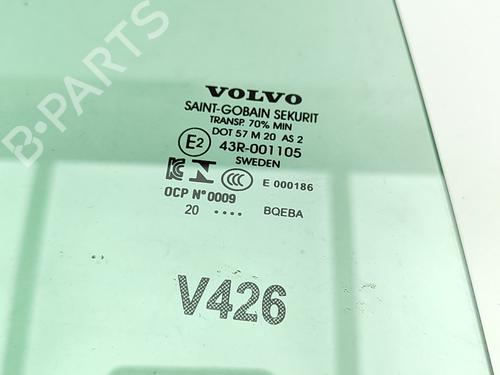 VOLVO
SAINT-GOBAIN SEKURIT
TRANSP. 70% MIN
DOT 57 M 20 AS 2
E2 43R-001105
SWEDEN
E 000186
OCP N°0009
20 .... BQEBA
V426
B-PARTS